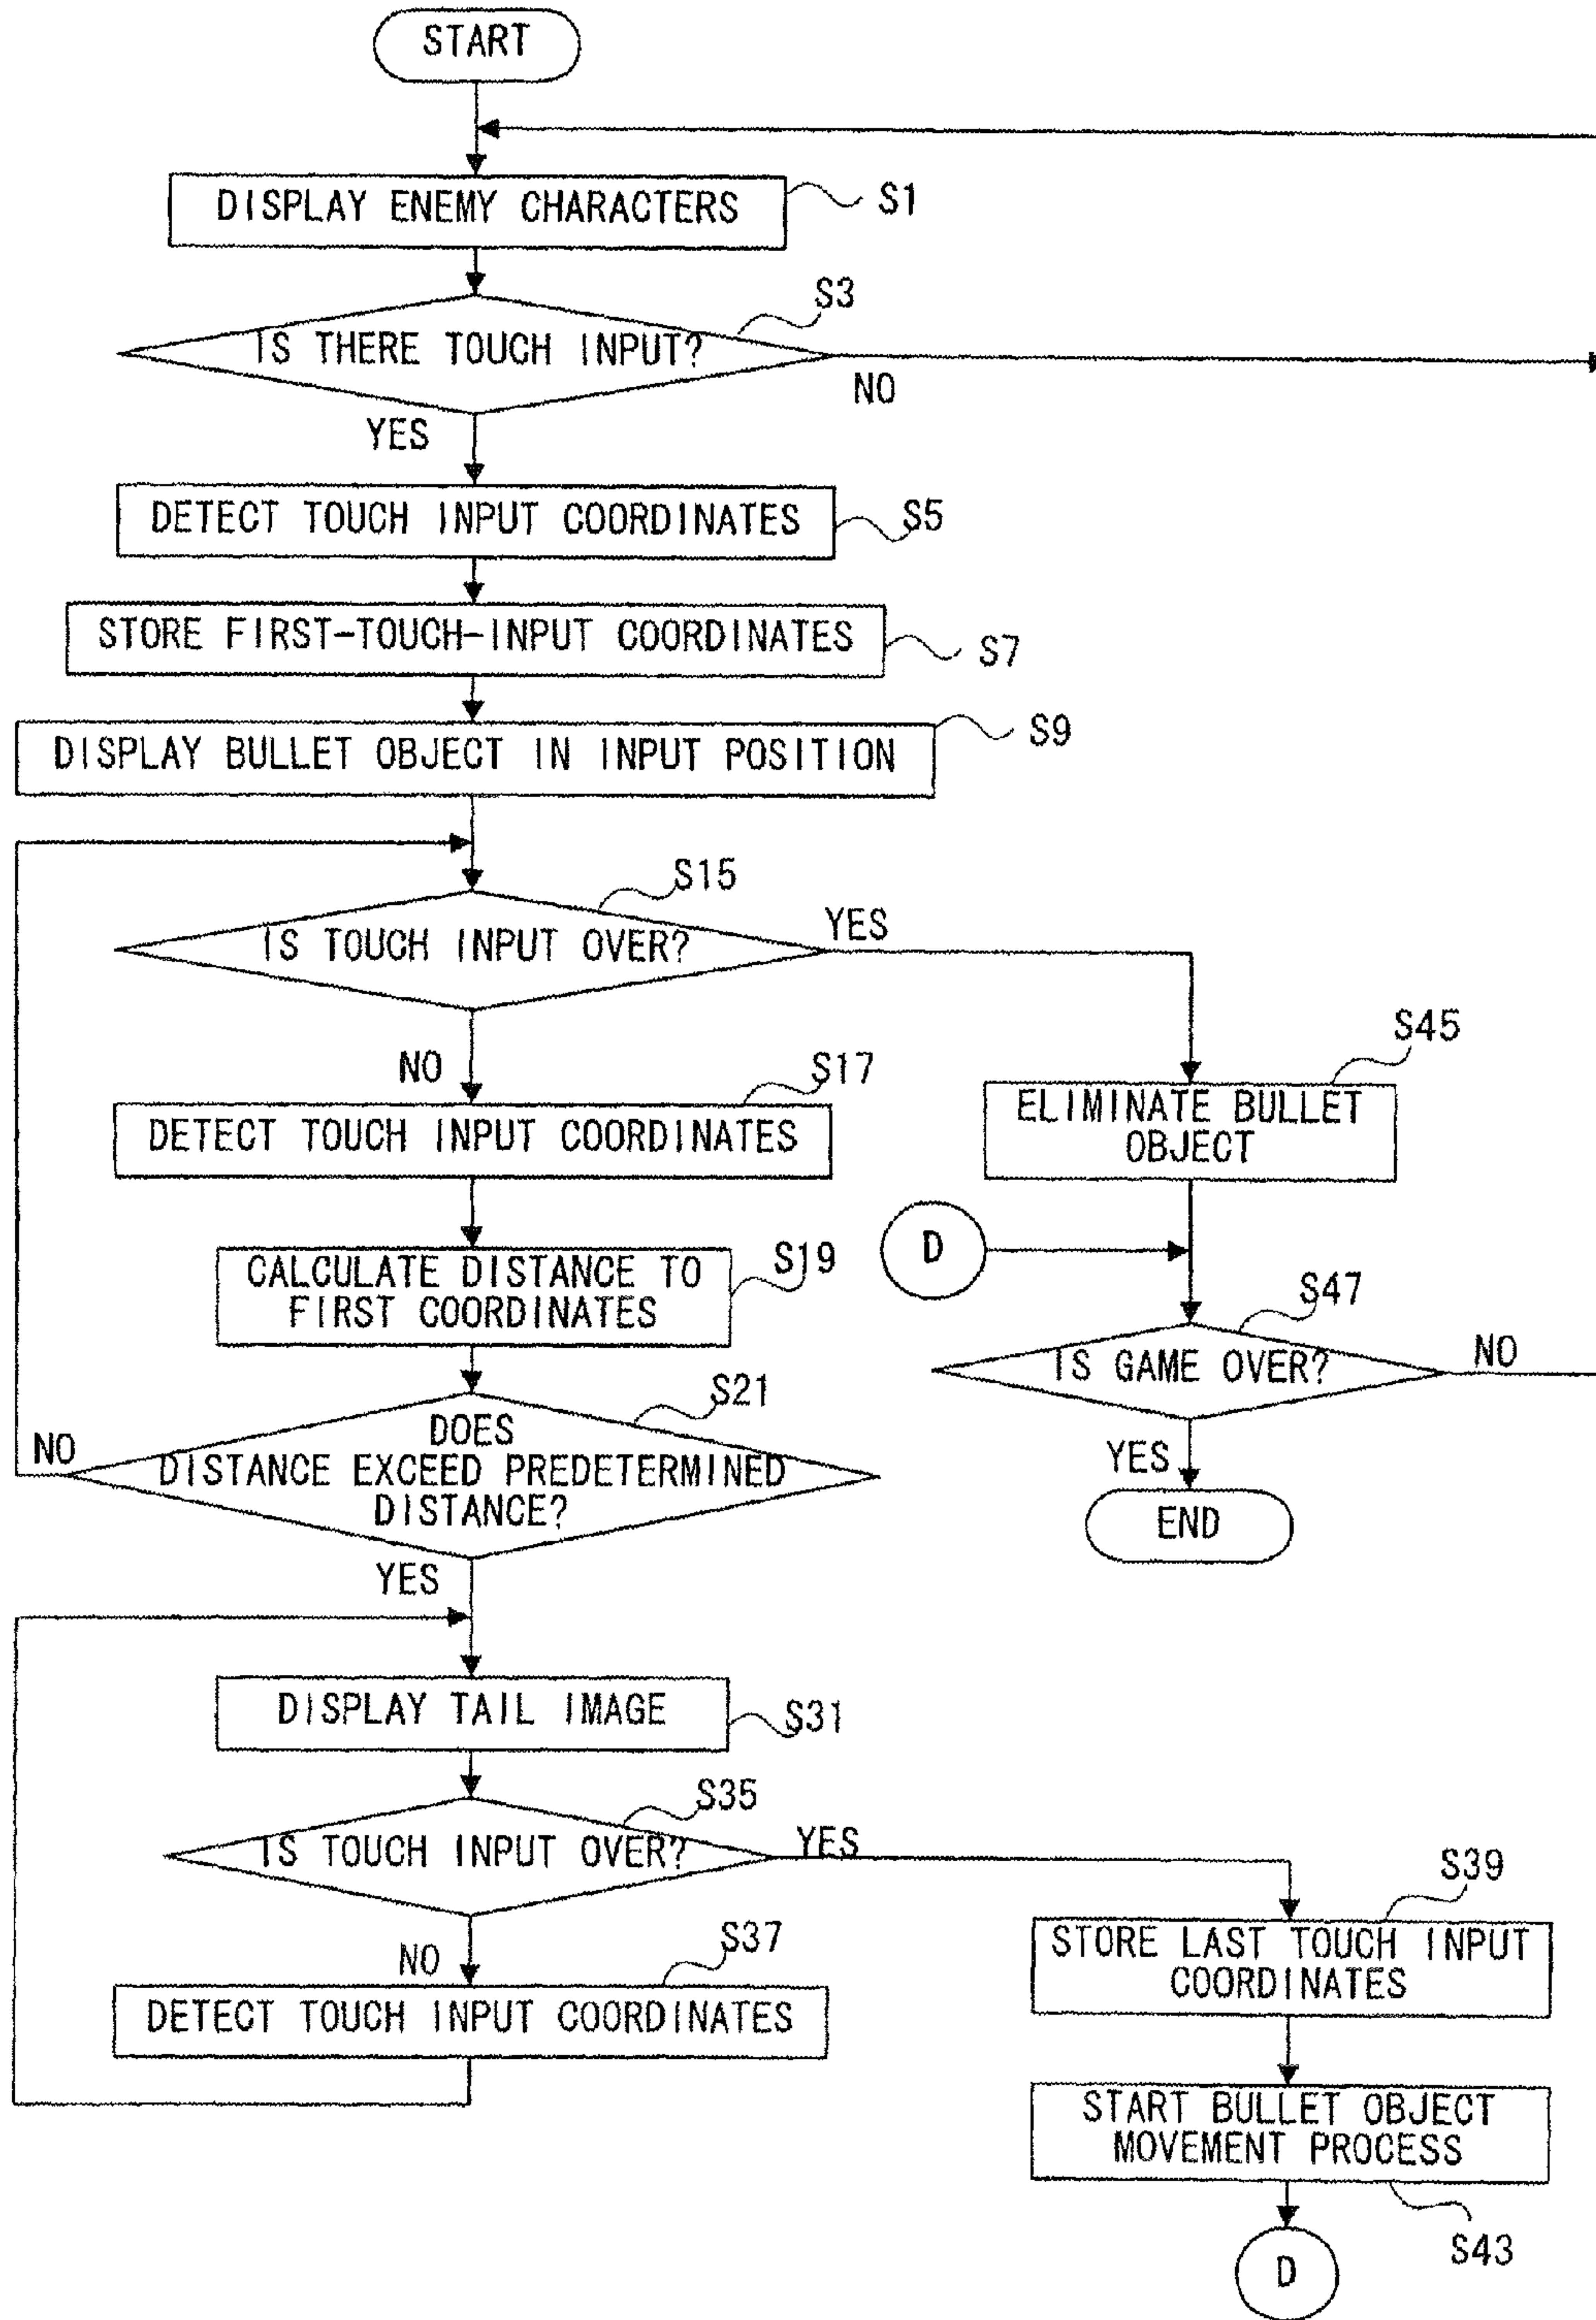 START
DISPLAY ENEMY CHARACTERS
S1
S3
IS THERE TOUCH INPUT?
NO
YES
DETECT TOUCH INPUT COORDINATES
S5
STORE FIRST-TOUCH-INPUT COORDINATES
S7
DISPLAY BULLET OBJECT IN INPUT POSITION
S9
S15
IS TOUCH INPUT OVER?
YES
NO
S17
DETECT TOUCH INPUT COORDINATES
S45
ELIMINATE BULLET
OBJECT
CALCULATE DISTANCE TO
FIRST COORDINATES
S19
D
S47
IS GAME OVER?
NO
YES
END
S21
DOES
DISTANCE EXCEED PREDETERMINED
DISTANCE?
NO
YES
DISPLAY TAIL IMAGE
S31
S35
IS TOUCH INPUT OVER?
YES
NO
S37
DETECT TOUCH INPUT COORDINATES
S39
STORE LAST TOUCH INPUT
COORDINATES
START BULLET OBJECT
MOVEMENT PROCESS
S43
D